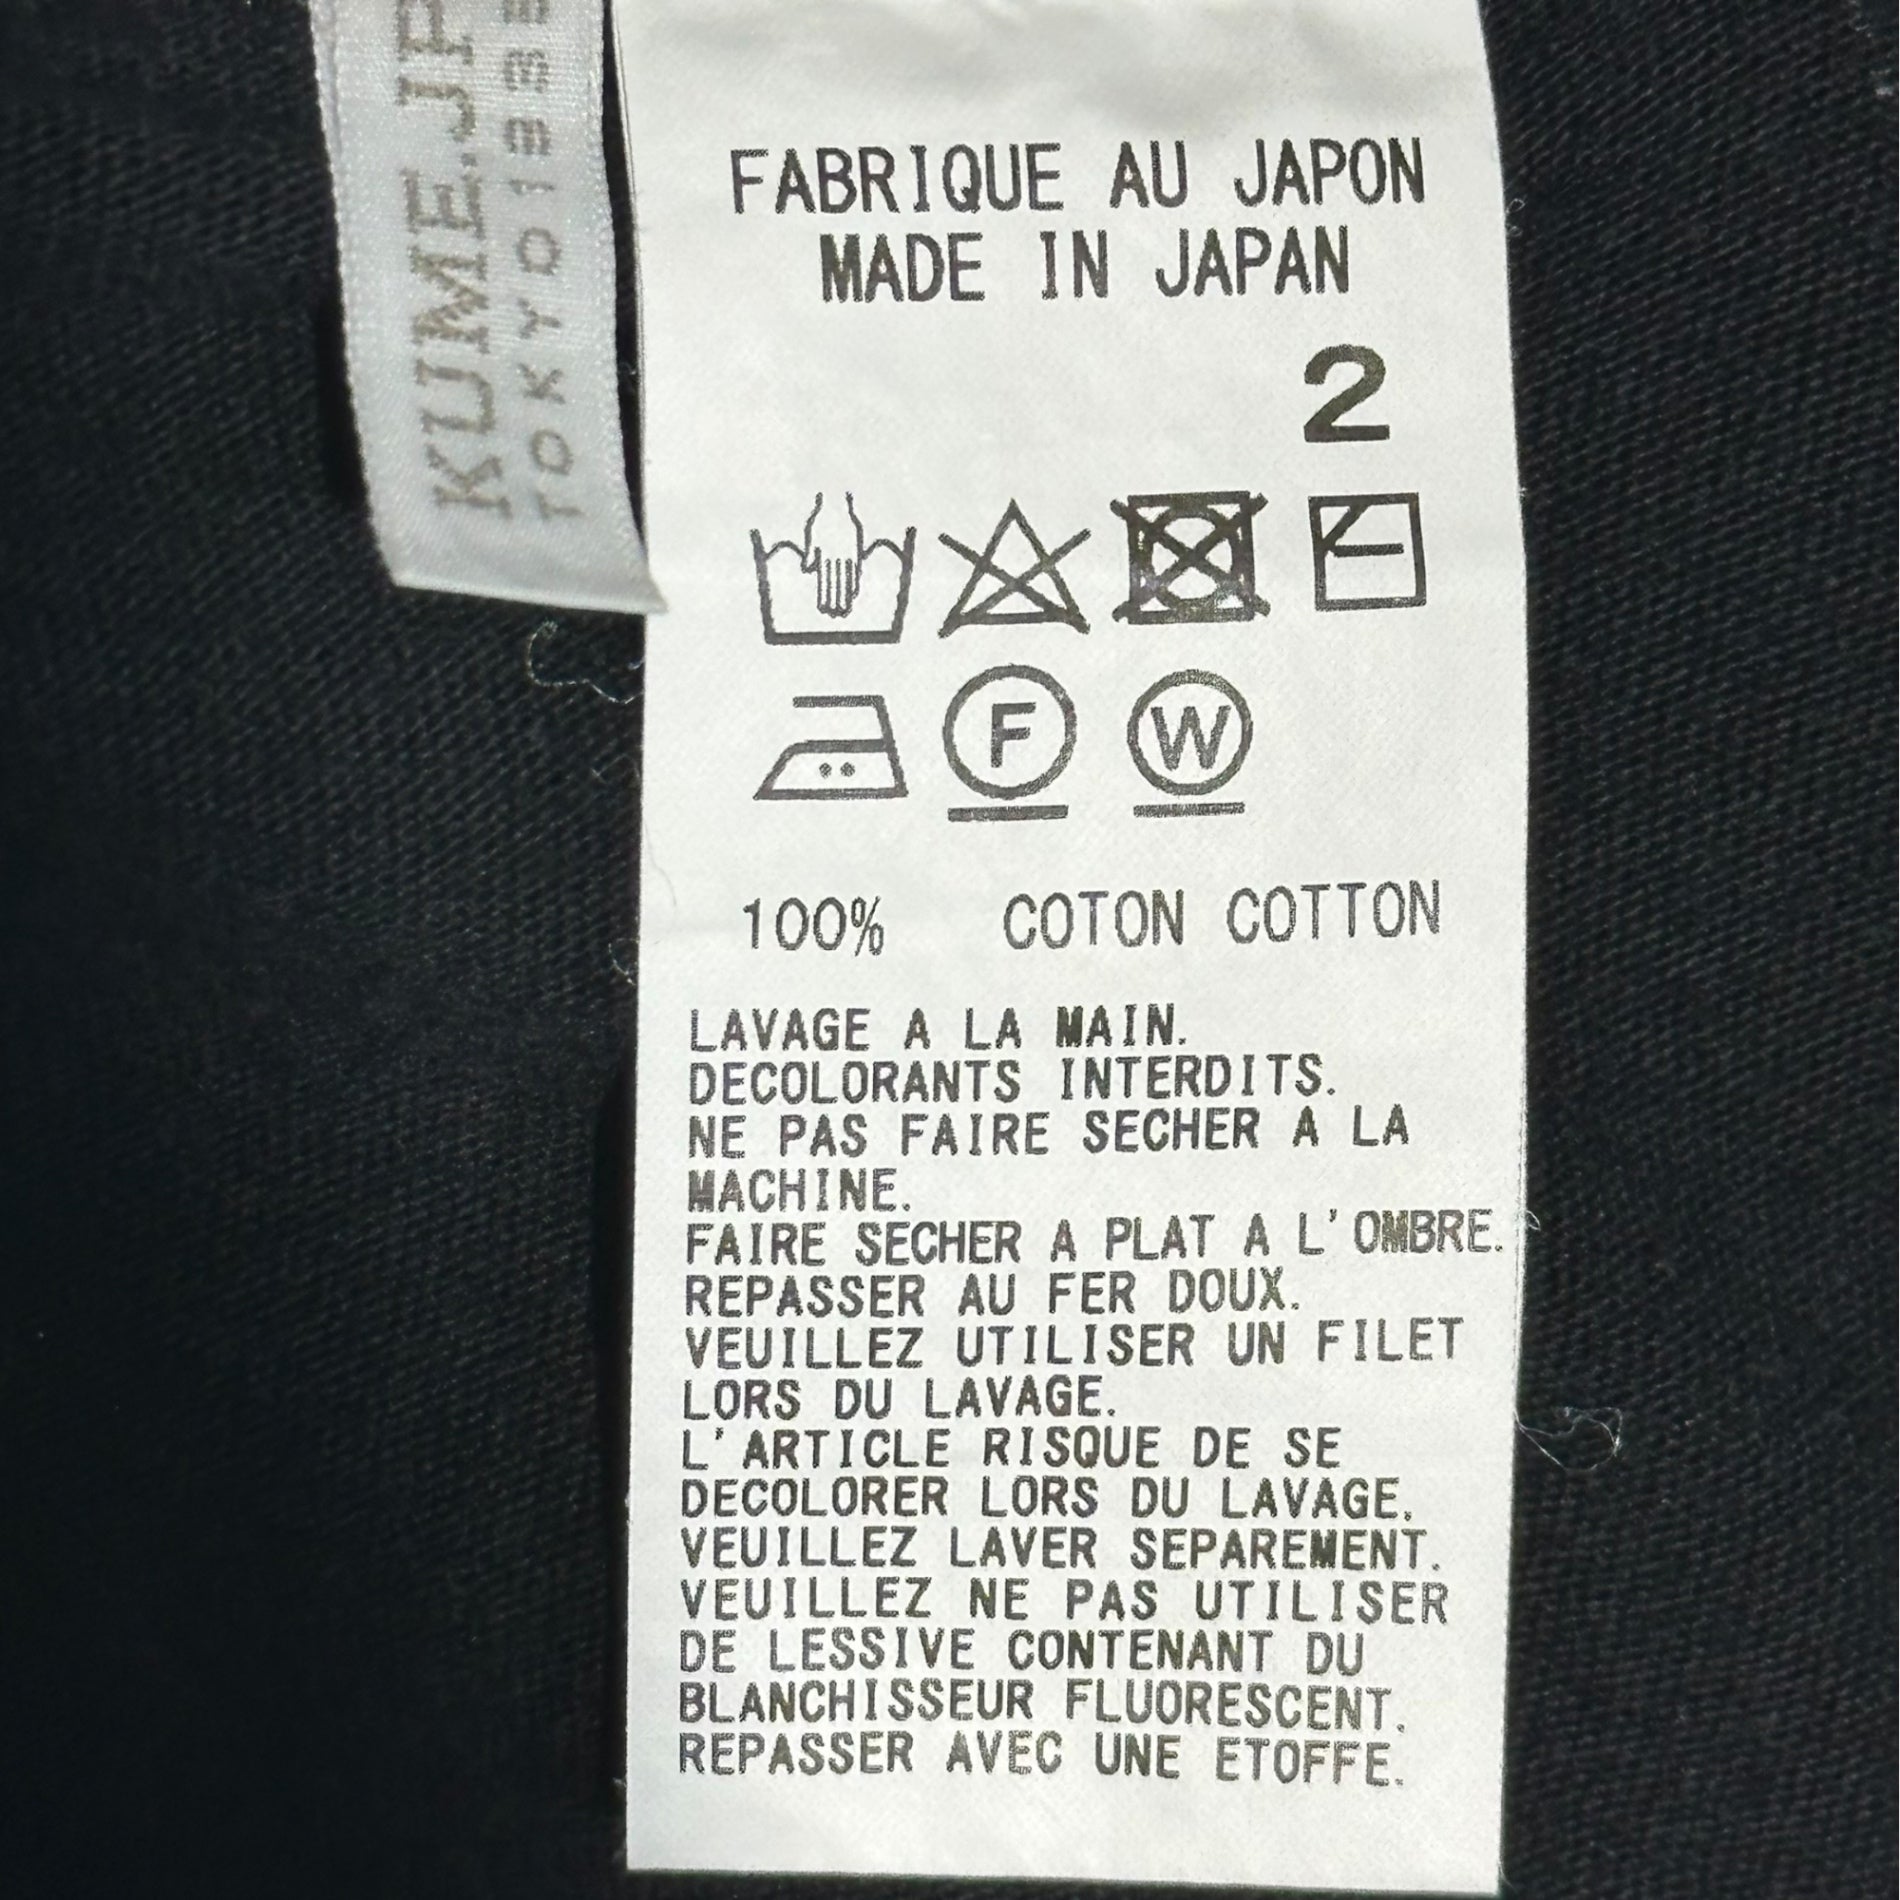 KUME.JP
TOKYO
FABRIQUE AU JAPON
MADE IN JAPAN
2
F W
100% COTON COTTON
LAVAGE A LA MAIN.
DECOLORANTS INTERDITS.
NE PAS FAIRE SECHER A LA
MACHINE.
FAIRE SECHER A PLAT A L'OMBRE.
REPASSER AU FER DOUX.
VEUILLEZ UTILISER UN FILET
LORS DU LAVAGE.
L'ARTICLE RISQUE DE SE
DECOLORER LORS DU LAVAGE.
VEUILLEZ LAVER SEPAREMENT.
VEUILLEZ NE PAS UTILISER
DE LESSIVE CONTENANT DU
BLANCHISSEUR FLUORESCENT.
REPASSER AVEC UNE ETOFFE.